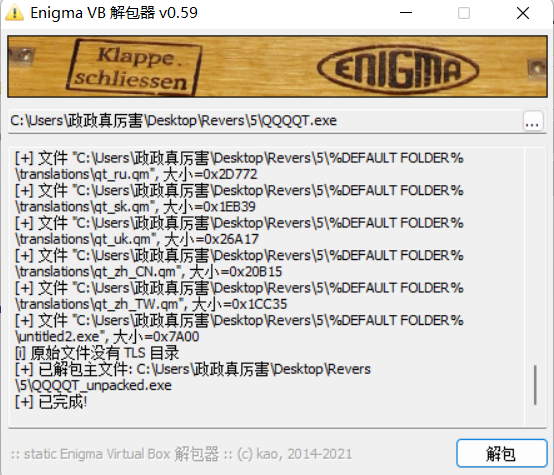 Enigma VB 解包器 v0.59
Klappe
schliessen
ENIGMA
C:\Users\政政真厉害\Desktop\Revers\5\QQQQT.exe
...
[+] 文件 "C:\Users\政政真厉害\Desktop\Revers\5\%DEFAULT FOLDER%
\translations\qt_ru.qm", 大小=0x2D772
[+] 文件 "C:\Users\政政真厉害\Desktop\Revers\5\%DEFAULT FOLDER%
\translations\qt_sk.qm", 大小=0x1EB39
[+] 文件 "C:\Users\政政真厉害\Desktop\Revers\5\%DEFAULT FOLDER%
\translations\qt_uk.qm", 大小=0x26A17
[+] 文件 "C:\Users\政政真厉害\Desktop\Revers\5\%DEFAULT FOLDER%
\translations\qt_zh_CN.qm", 大小=0x20B15
[+] 文件 "C:\Users\政政真厉害\Desktop\Revers\5\%DEFAULT FOLDER%
\translations\qt_zh_TW.qm", 大小=0x1CC35
[+] 文件 "C:\Users\政政真厉害\Desktop\Revers\5\%DEFAULT FOLDER%
\untitled2.exe", 大小=0x7A00
[i] 原始文件没有 TLS 目录
[+] 已解包主文件: C:\Users\政政真厉害\Desktop\Revers
\5\QQQQT_unpacked.exe
[+] 已完成!
:: static Enigma Virtual Box 解包器 :: (c) kao, 2014-2021
解包